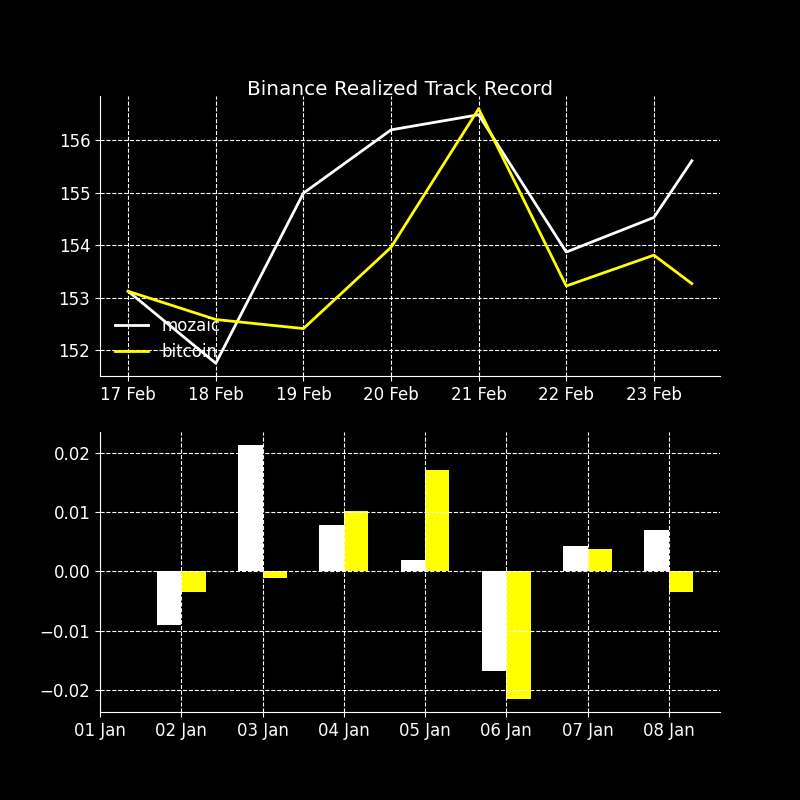 Binance Realized Track Record
156
155
154
153
152
mozaic
bitcoin
17 Feb 18 Feb 19 Feb 20 Feb 21 Feb 22 Feb 23 Feb
0.02
0.01
0.00
−0.01
−0.02
01 Jan 02 Jan 03 Jan 04 Jan 05 Jan 06 Jan 07 Jan 08 Jan